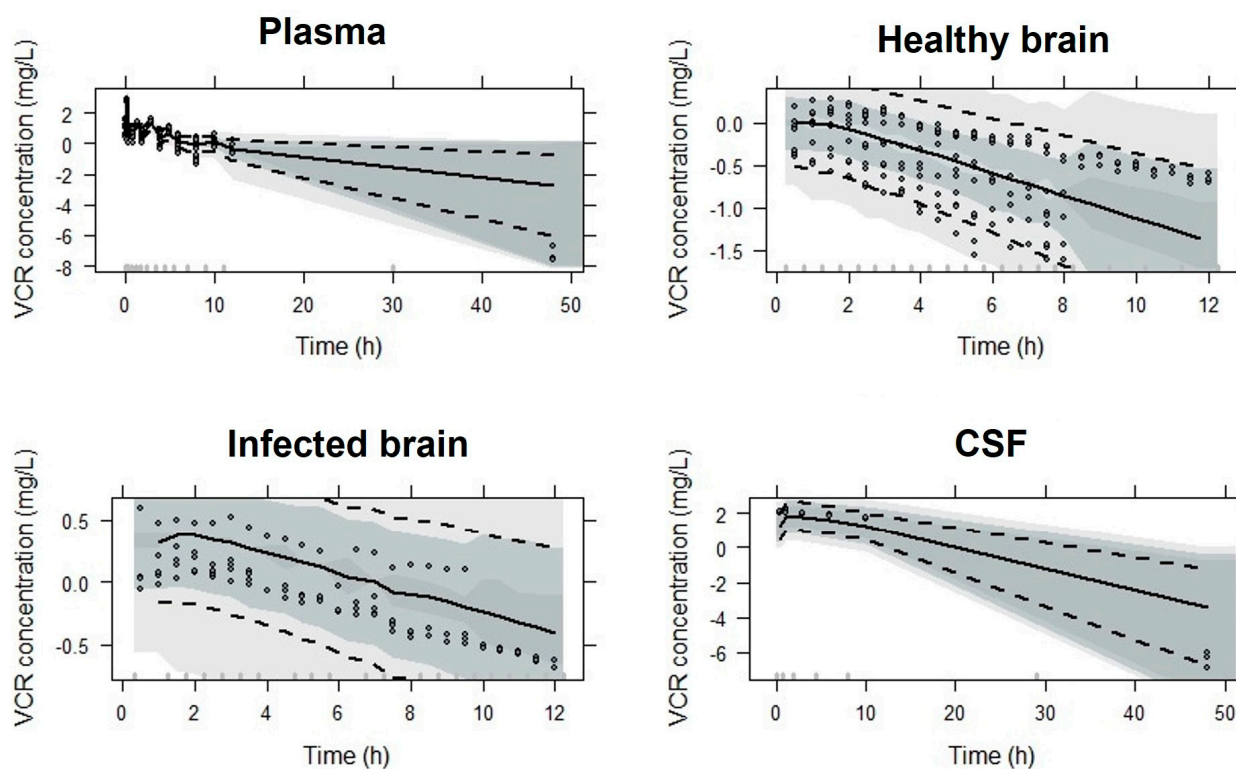 Plasma
VCR concentration (mg/L)
2
0
-2
-4
-6
-8
0 10 20 30 40 50
Time (h)
Healthy brain
VCR concentration (mg/L)
0.0
-0.5
-1.0
-1.5
0 2 4 6 8 10 12
Time (h)
Infected brain
VCR concentration (mg/L)
0.5
0.0
-0.5
0 2 4 6 8 10 12
Time (h)
CSF
VCR concentration (mg/L)
2
0
-2
-4
-6
0 10 20 30 40 50
Time (h)